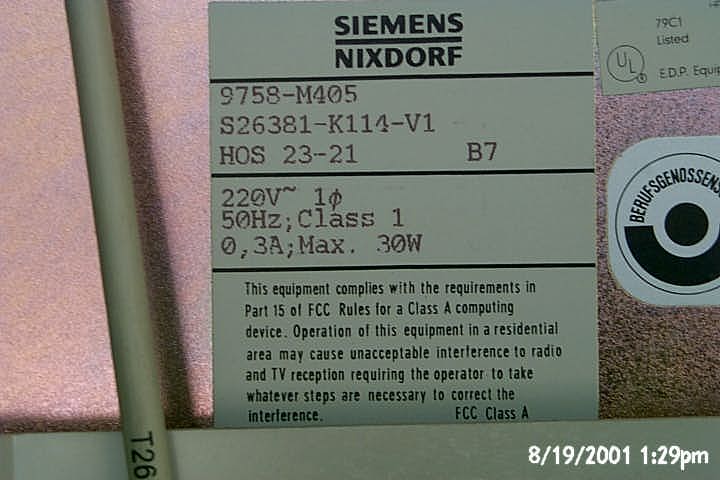 SIEMENS
NIXDORF
9758-M405
S26381-K114-V1
HOS 23-21 B7
220V~ 1ϕ
50Hz;Class 1
0,3A;Max. 30W
This equipment complies with the requirements in
Part 15 of FCC Rules for a Class A computing
device. Operation of this equipment in a residential
area may cause unacceptable interference to radio
and TV reception requiring the operator to take
whatever steps are necessary to correct the
interference. FCC Class A
79C1
Listed
UL ® E.D.P. Equip
BERUFSGENOSSENS
T26
8/19/2001 1:29pm